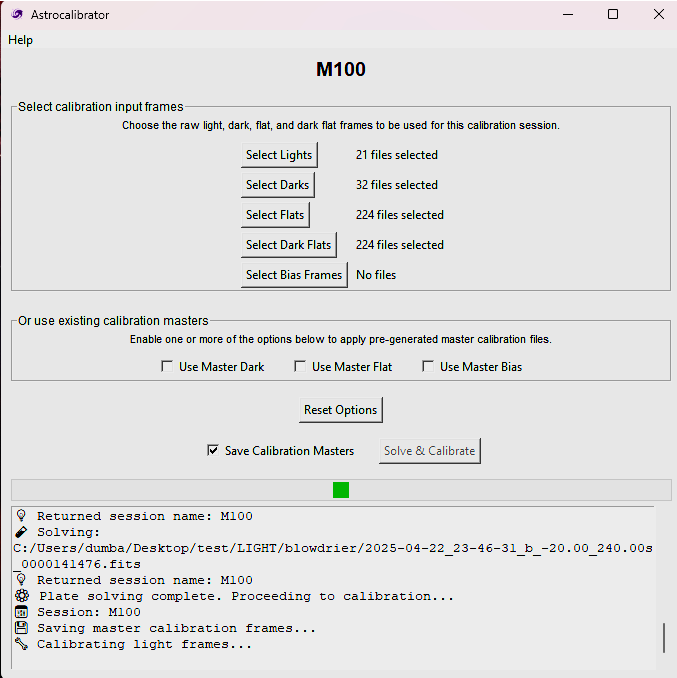 Astrocalibrator
Help
M100
Select calibration input frames
Choose the raw light, dark, flat, and dark flat frames to be used for this calibration session.
Select Lights 21 files selected
Select Darks 32 files selected
Select Flats 224 files selected
Select Dark Flats 224 files selected
Select Bias Frames No files
Or use existing calibration masters
Enable one or more of the options below to apply pre-generated master calibration files.
Use Master Dark Use Master Flat Use Master Bias
Reset Options
Save Calibration Masters Solve & Calibrate
Returned session name: M100
Solving:
C:/Users/dumba/Desktop/test/LIGHT/blowdrier/2025-04-22_23-46-31_b_-20.00_240.00s
_0000141476.fits
Returned session name: M100
Plate solving complete. Proceeding to calibration...
Session: M100
Saving master calibration frames...
Calibrating light frames...